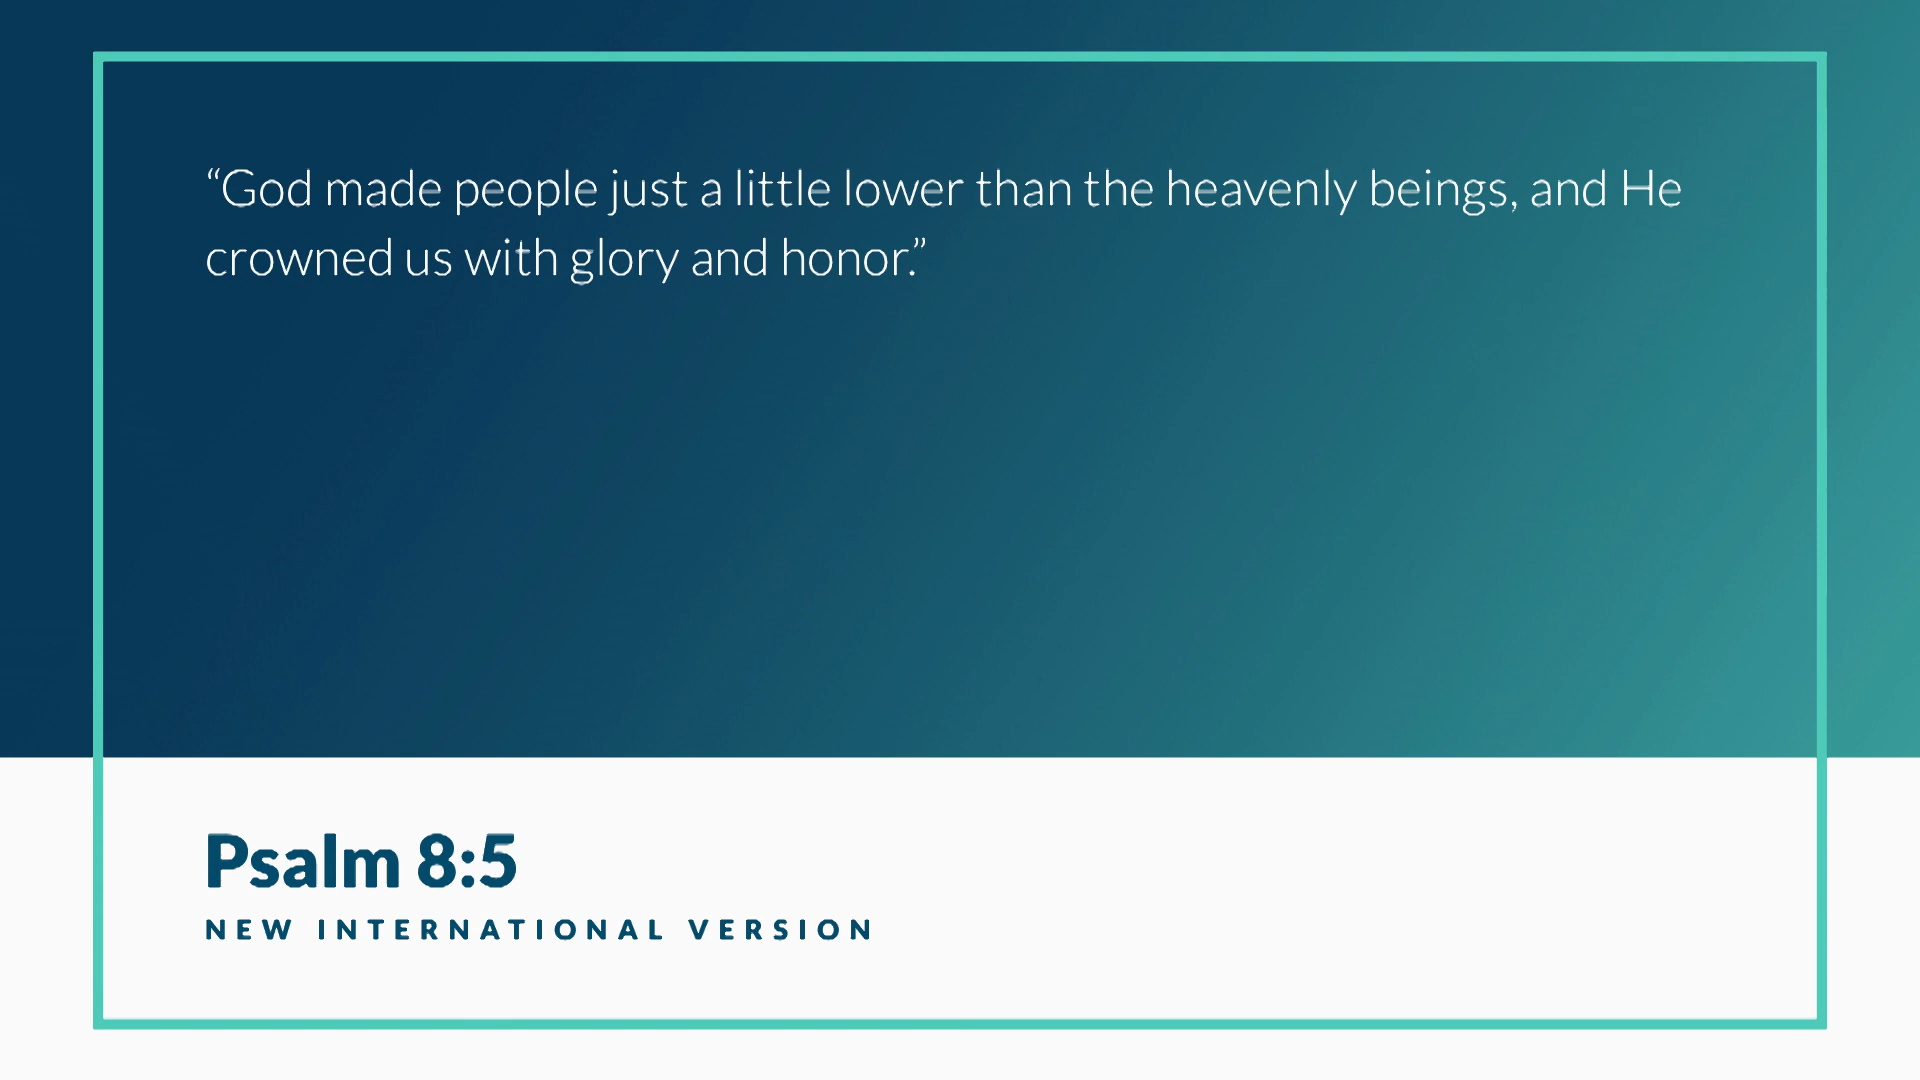 “God made people just a little lower than the heavenly beings, and He
crowned us with glory and honor.”
Psalm 8:5
NEW INTERNATIONAL VERSION